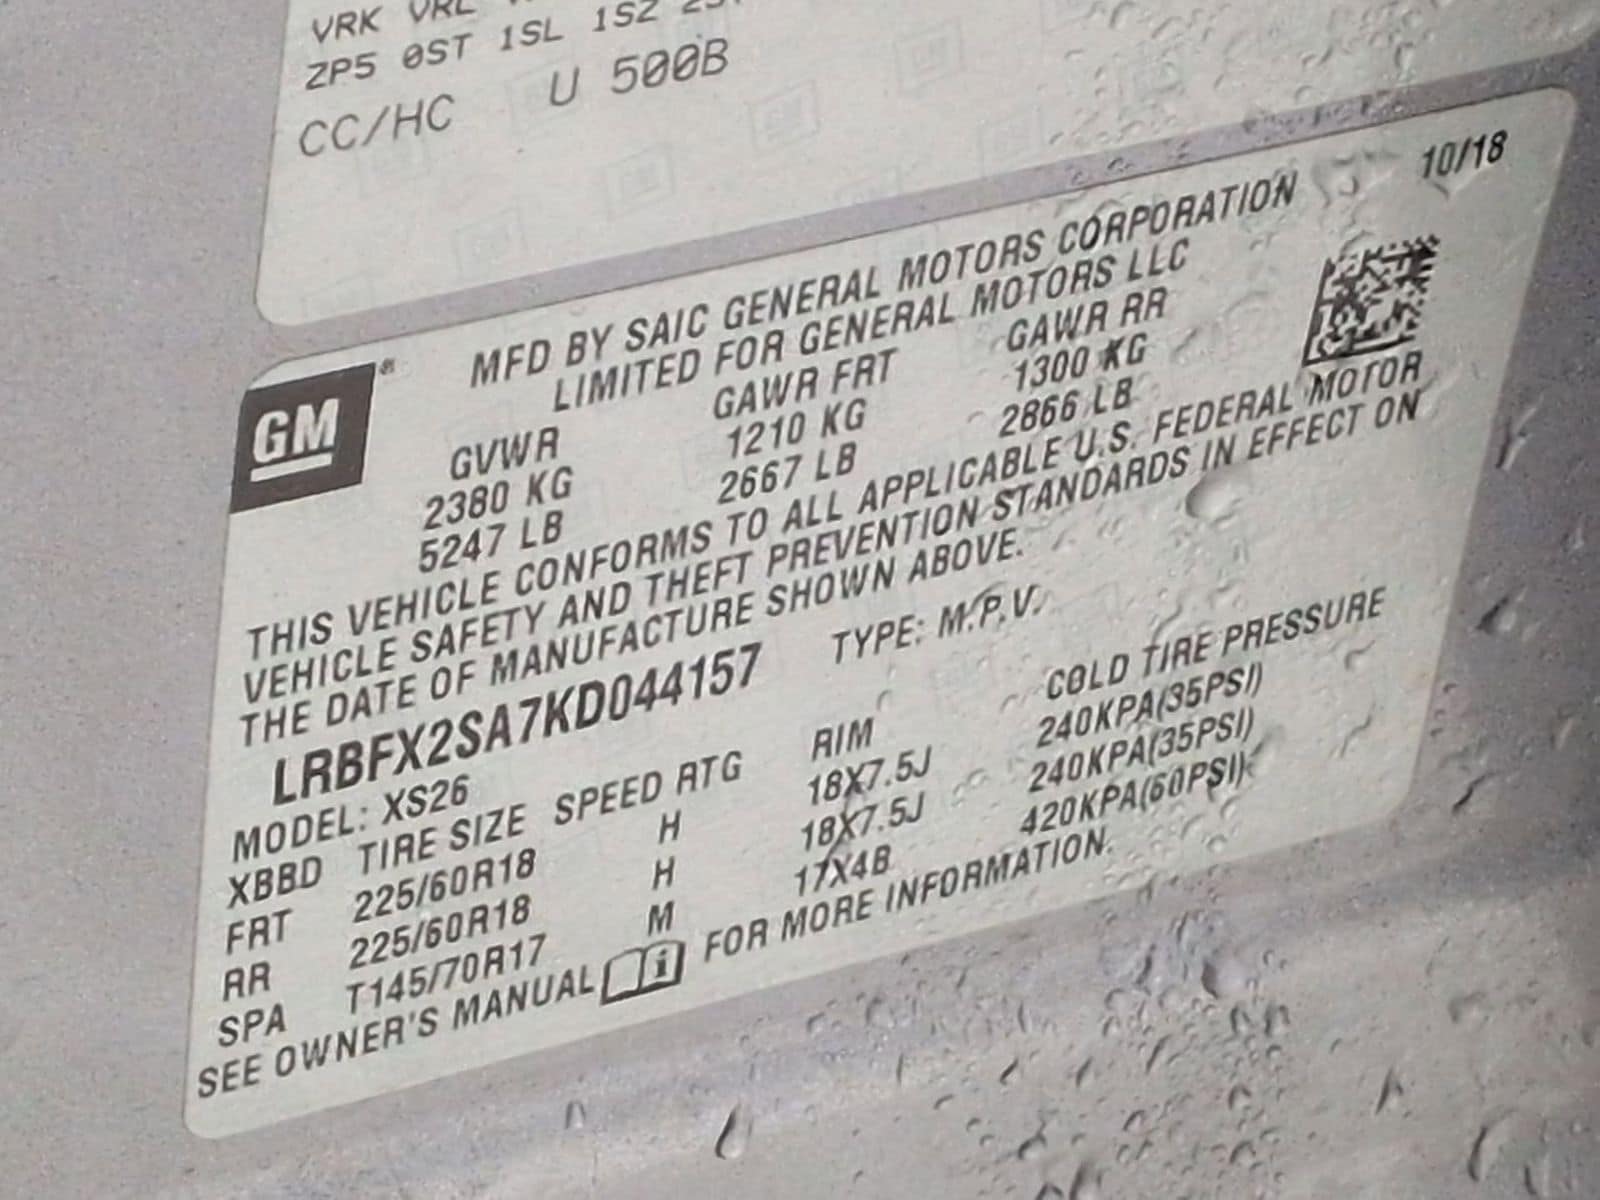 VRK VRL
ZP5 0ST 1SL 1SZ
CC/HC U 500B
10/18
GM®
MFD BY SAIC GENERAL MOTORS CORPORATION
LIMITED FOR GENERAL MOTORS LLC
GVWR GAWR FRT GAWR RR
2380 KG 1210 KG 1300 KG
5247 LB 2667 LB 2866 LB
THIS VEHICLE CONFORMS TO ALL APPLICABLE U.S. FEDERAL MOTOR
VEHICLE SAFETY AND THEFT PREVENTION STANDARDS IN EFFECT ON
THE DATE OF MANUFACTURE SHOWN ABOVE.
LRBFX2SA7KD044157 TYPE: M.P.V.
MODEL: XS26
XBBD TIRE SIZE SPEED RTG RIM COLD TIRE PRESSURE
FRT 225/60R18 H 18X7.5J 240KPA(35PSI)
RR 225/60R18 H 18X7.5J 240KPA(35PSI)
SPA T145/70R17 M 17X4B 420KPA(60PSI)
SEE OWNER'S MANUAL FOR MORE INFORMATION.